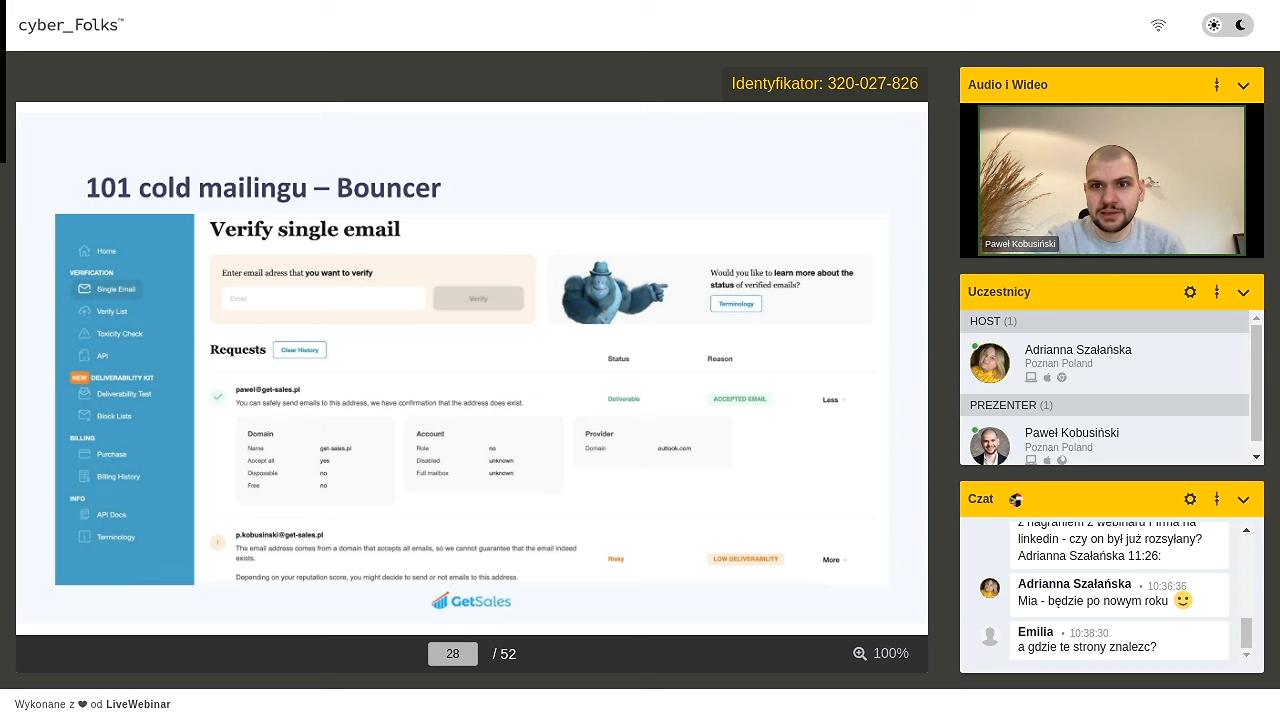 cyber_Folks™
Identyfikator: 320-027-826
101 cold mailingu – Bouncer
Home
VERIFICATION
Single Email
Verify List
Toxicity Check
API
NEW DELIVERABILITY KIT
Deliverability Test
Block Lists
BILLING
Purchase
Billing History
INFO
API Docs
Terminology
Verify single email
Enter email adress that you want to verify
Email
Verify
Would you like to learn more about the
status of verified emails?
Terminology
Requests
Clear History
Status
Reason
pawel@get-sales.pl
You can safely send emails to this address, we have confirmation that the address does exist.
Deliverable
ACCEPTED EMAIL
Less
Domain
Name get-sales.pl
Accept all yes
Disposable no
Free no
Account
Role no
Disabled unknown
Full mailbox unknown
Provider
Domain outlook.com
p.kobusinski@get-sales.pl
The email address comes from a domain that accepts all emails, so we cannot guarantee that the email indeed
exists.
Depending on your reputation score, you might decide to send or not emails to this address.
Risky
LOW DELIVERABILITY
More
GetSales
28 / 52
100%
Audio i Wideo
Paweł Kobusiński
Uczestnicy
HOST (1)
Adrianna Szałańska
Poznan Poland
PREZENTER (1)
Paweł Kobusiński
Poznan Poland
Czat
z nagraniem z webinaru Firma na
linkedin - czy on był już rozsyłany?
Adrianna Szałańska 11:26:
Adrianna Szałańska • 10:36:36
Mia - będzie po nowym roku
Emilia • 10:38:30
a gdzie te strony znalezc?
Wykonane z ❤ od LiveWebinar